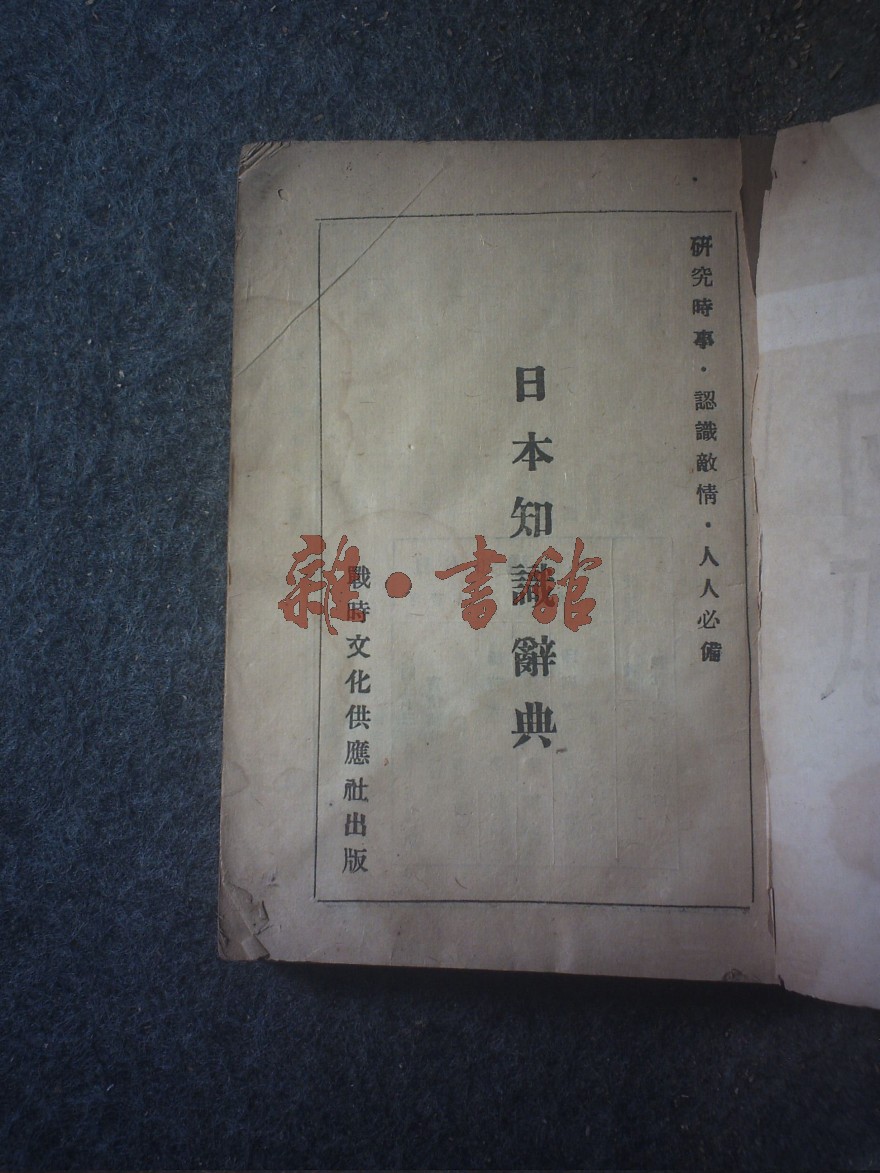 研究時事・認識敵情・人人必備
日本知識辭典
戰時文化供應社出版
雜・書館